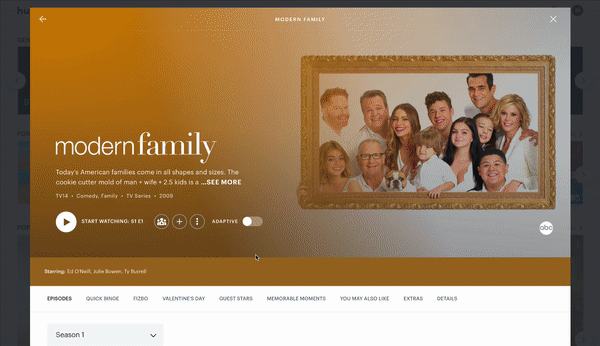 hu
MODERN FAMILY
modern family
Today's American families come in all shapes and sizes. The
cookie cutter mold of man + wife + 2.5 kids is a ...SEE MORE
TV14 • Comedy, Family • TV Series • 2009
START WATCHING: S1 E1
ADAPTIVE
abc
Starring: Ed O'Neill, Julie Bowen, Ty Burrell
EPISODES QUICK BINGE FIZBO VALENTINE'S DAY GUEST STARS MEMORABLE MOMENTS YOU MAY ALSO LIKE EXTRAS DETAILS
Season 1